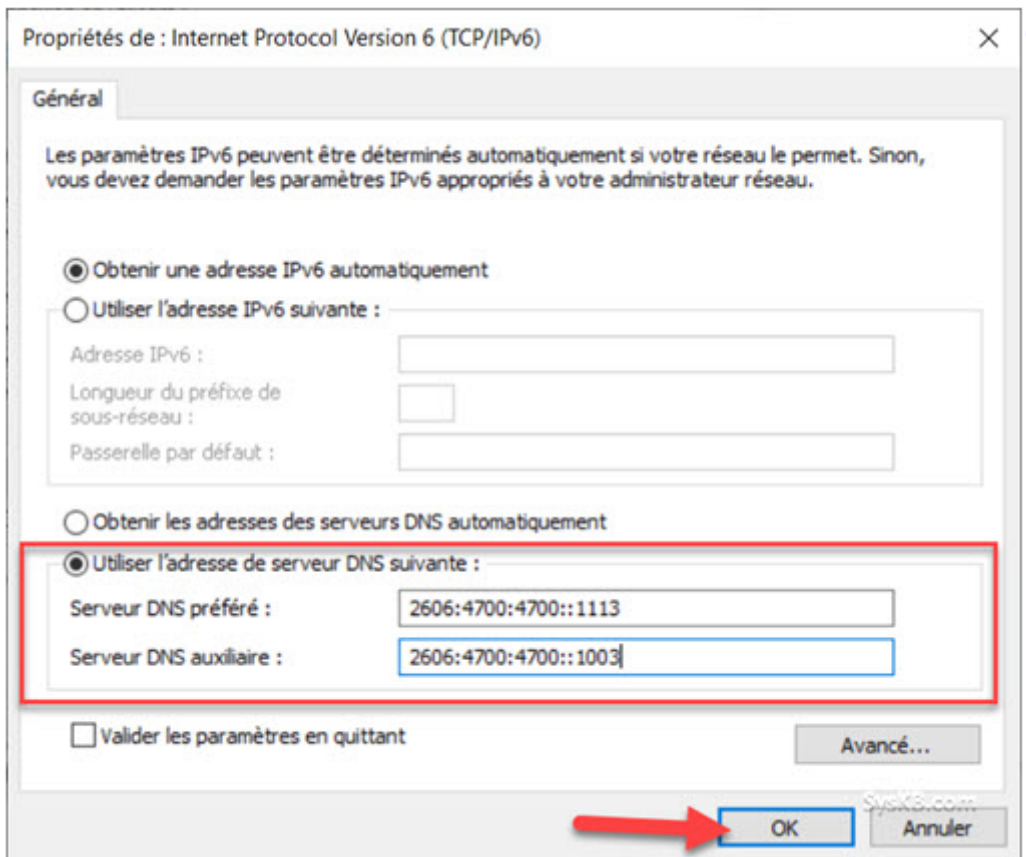 Propriétés de : Internet Protocol Version 6 (TCP/IPv6)
Général
Les paramètres IPv6 peuvent être déterminés automatiquement si votre réseau le permet. Sinon,
vous devez demander les paramètres IPv6 appropriés à votre administrateur réseau.
Obtenir une adresse IPv6 automatiquement
Utiliser l'adresse IPv6 suivante :
Adresse IPv6 :
Longueur du préfixe de
sous-réseau :
Passerelle par défaut :
Obtenir les adresses des serveurs DNS automatiquement
Utiliser l'adresse de serveur DNS suivante :
Serveur DNS préféré : 2606:4700:4700::1113
Serveur DNS auxiliaire : 2606:4700:4700::1003
Valider les paramètres en quittant
Avancé...
SysKB.com
OK Annuler